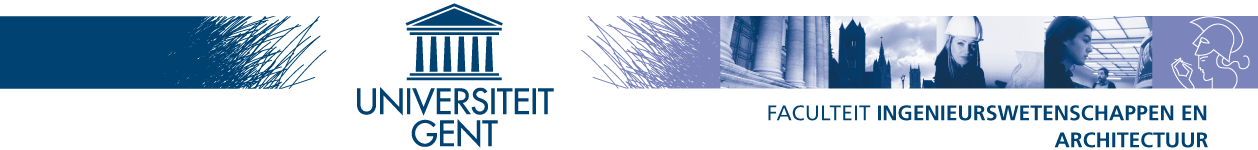 UNIVERSITEIT
GENT
FACULTEIT INGENIEURSWETENSCHAPPEN EN
ARCHITECTUUR